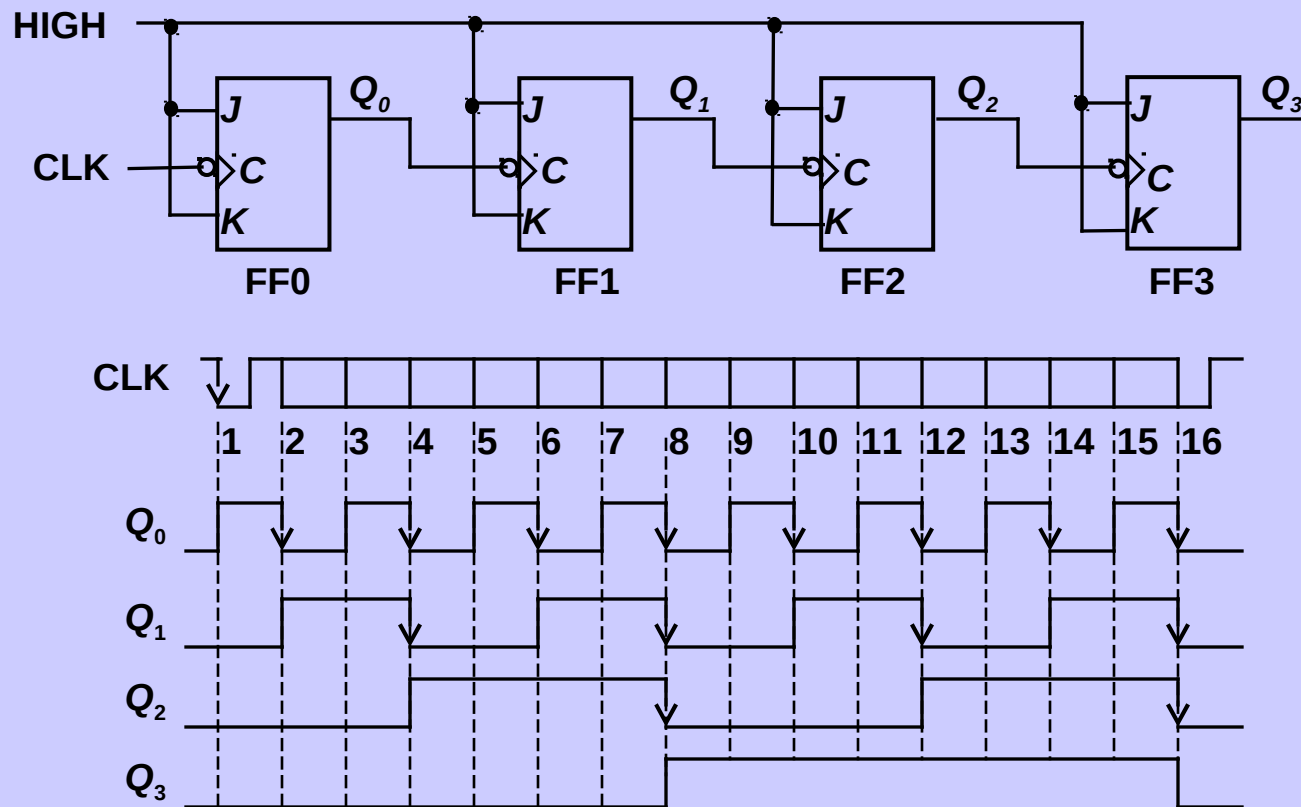 HIGH
Q0 Q1 Q2 Q3
J J J J
CLK C C C C
K K K K
FF0 FF1 FF2 FF3
CLK
1 2 3 4 5 6 7 8 9 10 11 12 13 14 15 16
Q0
Q1
Q2
Q3